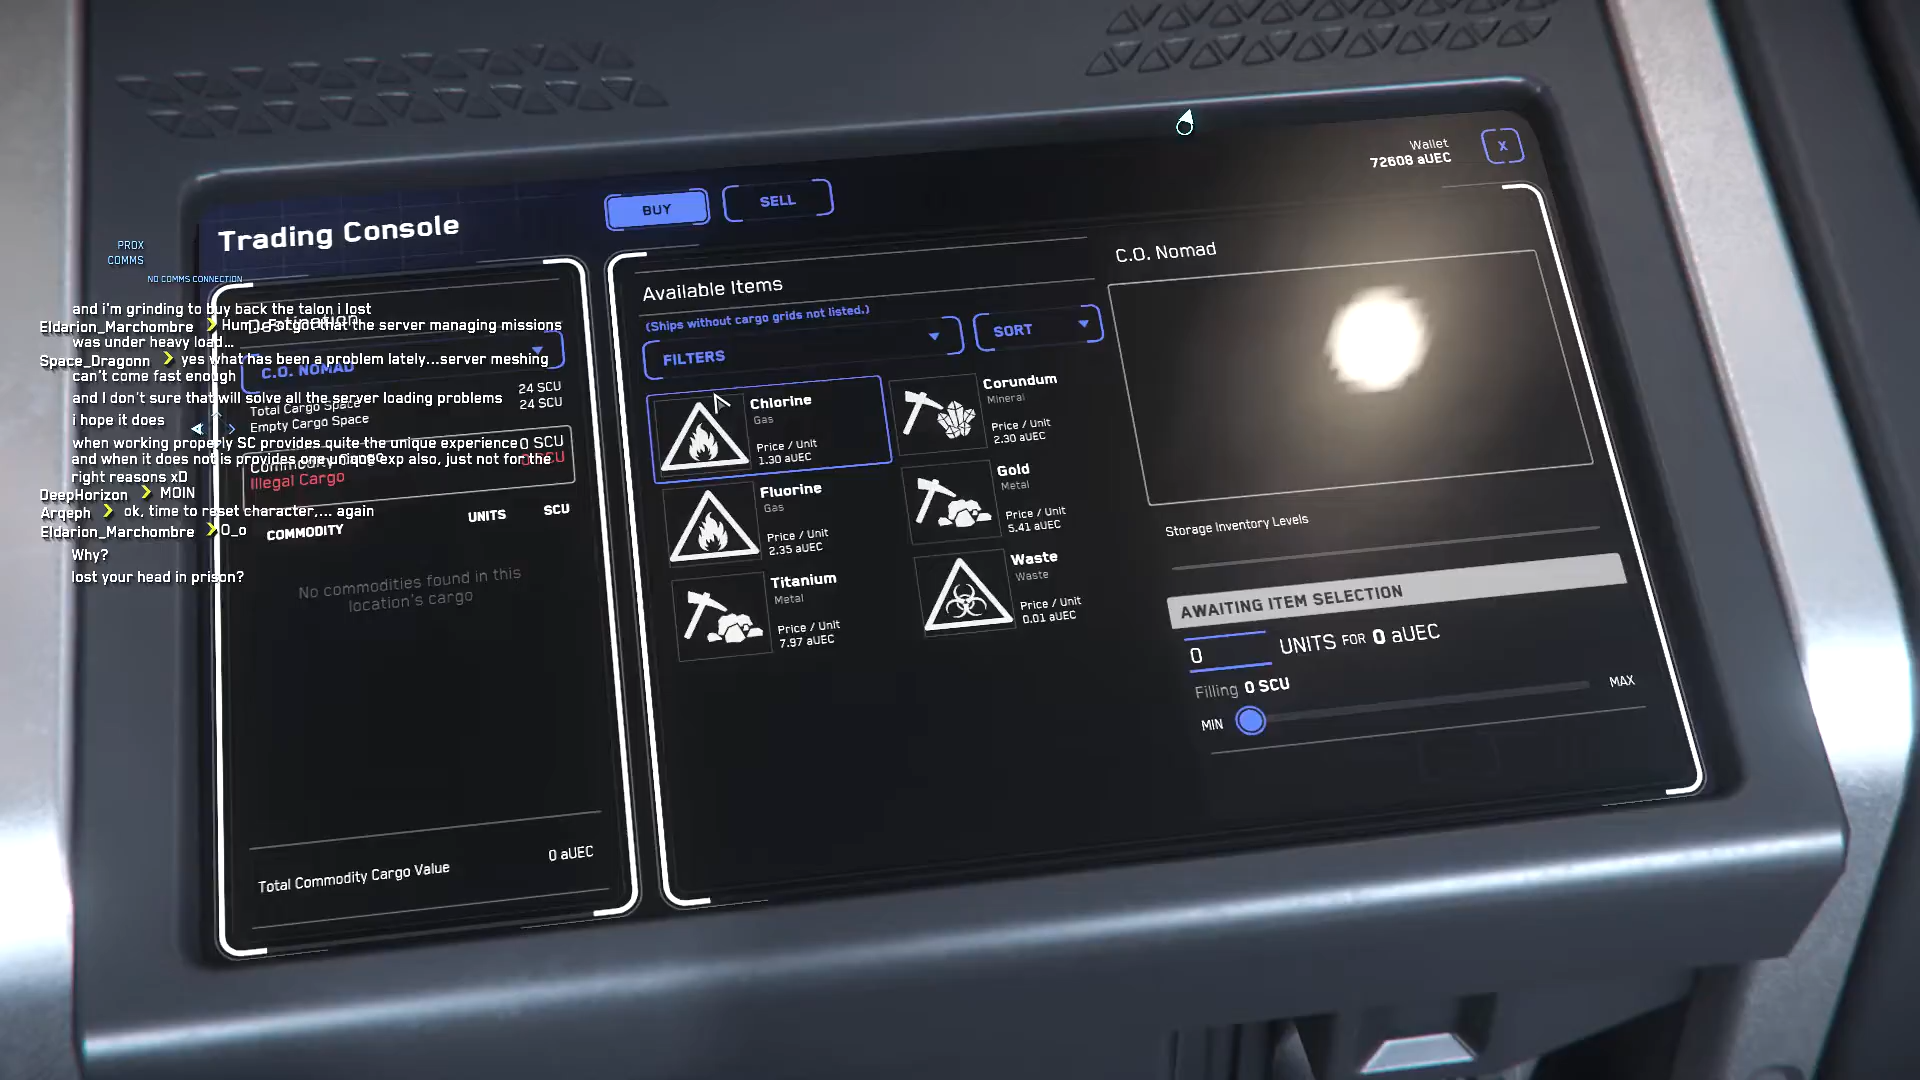 Wallet
72608 aUEC
X
Trading Console
BUY
SELL
PROX
COMMS
NO COMMS CONNECTION
and i'm grinding to buy back the talon i lost
Eldarion_Marchombre > Hum, I forgot that the server managing missions
was under heavy load...
Space_Dragonn > yes what has been a problem lately...server meshing
can't come fast enough
and I don't sure that will solve all the server loading problems
i hope it does
when working properly SC provides quite the unique experience
and when it does not is provides one unique exp also, just not for the
right reasons xD
DeepHorizon > MOIN
Arqeph > ok, time to reset character,... again
Eldarion_Marchombre > O_o
Why?
lost your head in prison?
Destination
C.O. NOMAD
Total Cargo Space 24 SCU
Empty Cargo Space 24 SCU
Commodity Cargo 0 SCU
Illegal Cargo 0 SCU
COMMODITY UNITS SCU
No commodities found in this
location's cargo
Total Commodity Cargo Value 0 aUEC
Available Items
(Ships without cargo grids not listed.)
FILTERS
SORT
Chlorine
Gas
Price / Unit
1.30 aUEC
Corundum
Mineral
Price / Unit
2.30 aUEC
Fluorine
Gas
Price / Unit
2.35 aUEC
Gold
Metal
Price / Unit
5.41 aUEC
Titanium
Metal
Price / Unit
7.97 aUEC
Waste
Waste
Price / Unit
0.01 aUEC
C.O. Nomad
Storage Inventory Levels
AWAITING ITEM SELECTION
0 UNITS FOR 0 aUEC
Filling 0 SCU
MIN MAX